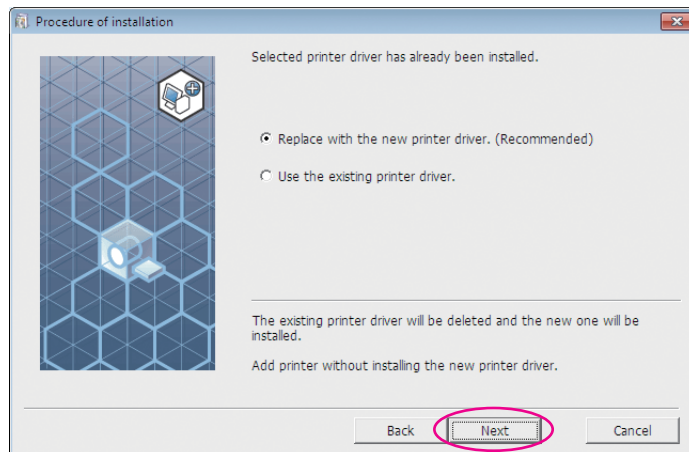 Procedure of installation
Selected printer driver has already been installed.
Replace with the new printer driver. (Recommended)
Use the existing printer driver.
The existing printer driver will be deleted and the new one will be
installed.
Add printer without installing the new printer driver.
Back
Next
Cancel